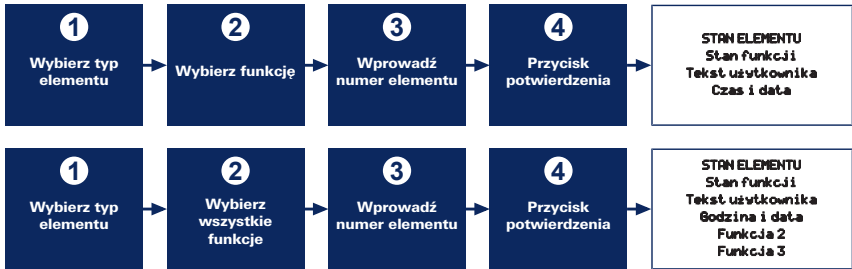 1
Wybierz typ
elementu
2
Wybierz funkcję
3
Wprowadź
numer elementu
4
Przycisk
potwierdzenia
STAN ELEMENTU
Stan funkcji
Tekst użytkownika
Czas i data
1
Wybierz typ
elementu
2
Wybierz
wszystkie
funkcje
3
Wprowadź
numer elementu
4
Przycisk
potwierdzenia
STAN ELEMENTU
Stan funkcji
Tekst użytkownika
Godzina i data
Funkcja 2
Funkcja 3